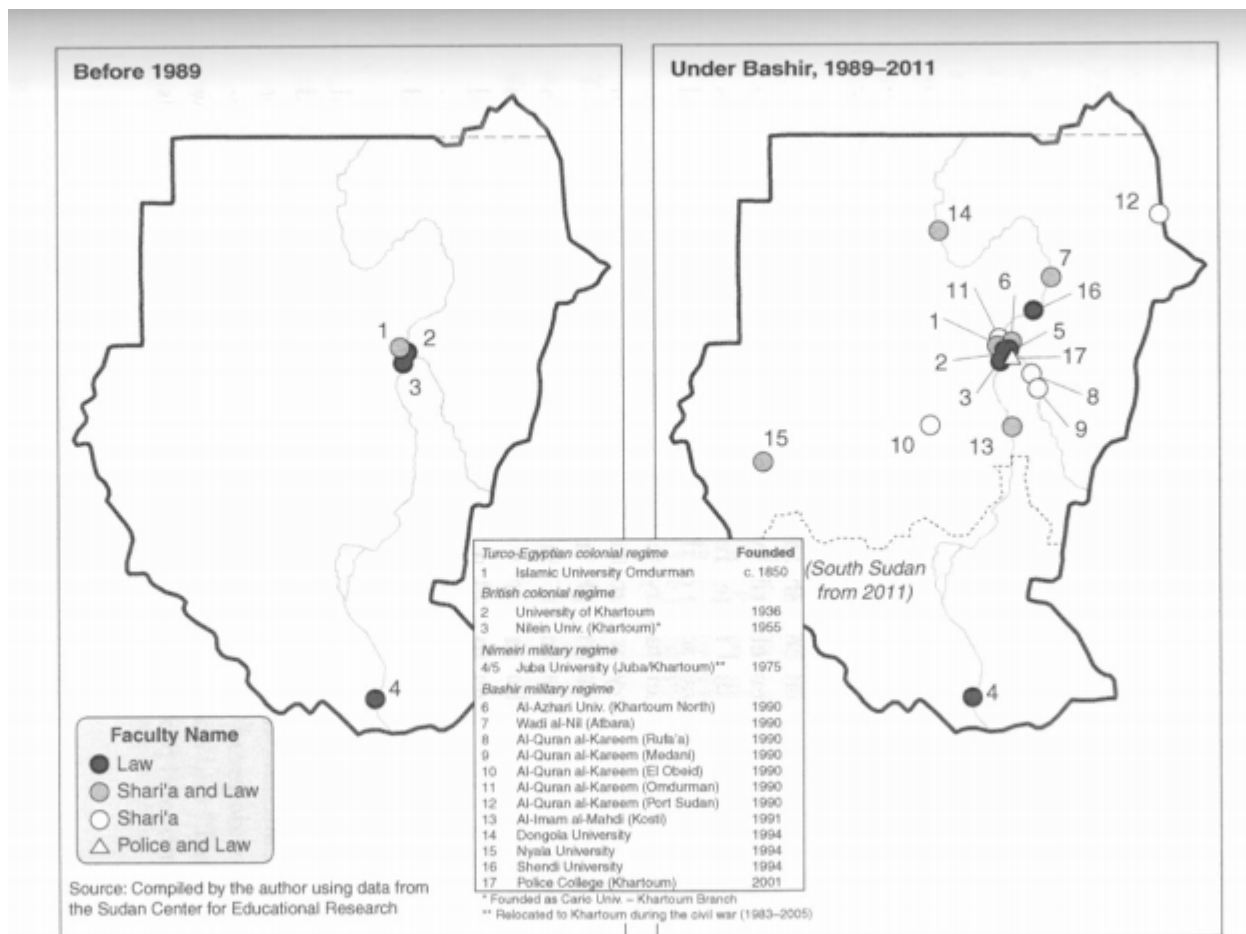 Before 1989
1
2
3
4
Faculty Name
Law
Shari'a and Law
Shari'a
Police and Law
Source: Compiled by the author using data from
the Sudan Center for Educational Research
Under Bashir, 1989–2011
12
14
7
6
16
11
1
5
2
17
3
8
9
10
13
15
(South Sudan
from 2011)
4
Turco-Egyptian colonial regime Founded
1 Islamic University Omdurman c. 1850
British colonial regime
2 University of Khartoum 1936
3 Nilein Univ. (Khartoum)* 1955
Nimeiri military regime
4/5 Juba University (Juba/Khartoum)** 1975
Bashir military regime
6 Al-Azhari Univ. (Khartoum North) 1990
7 Wadi al-Nil (Atbara) 1990
8 Al-Quran al-Kareem (Rufa'a) 1990
9 Al-Quran al-Kareem (Medani) 1990
10 Al-Quran al-Kareem (El Obeid) 1990
11 Al-Quran al-Kareem (Omdurman) 1990
12 Al-Quran al-Kareem (Port Sudan) 1990
13 Al-Imam al-Mahdi (Kosti) 1991
14 Dongola University 1994
15 Nyala University 1994
16 Shendi University 1994
17 Police College (Khartoum) 2001
* Founded as Cario Univ. – Khartoum Branch
** Relocated to Khartoum during the civil war (1983–2005)